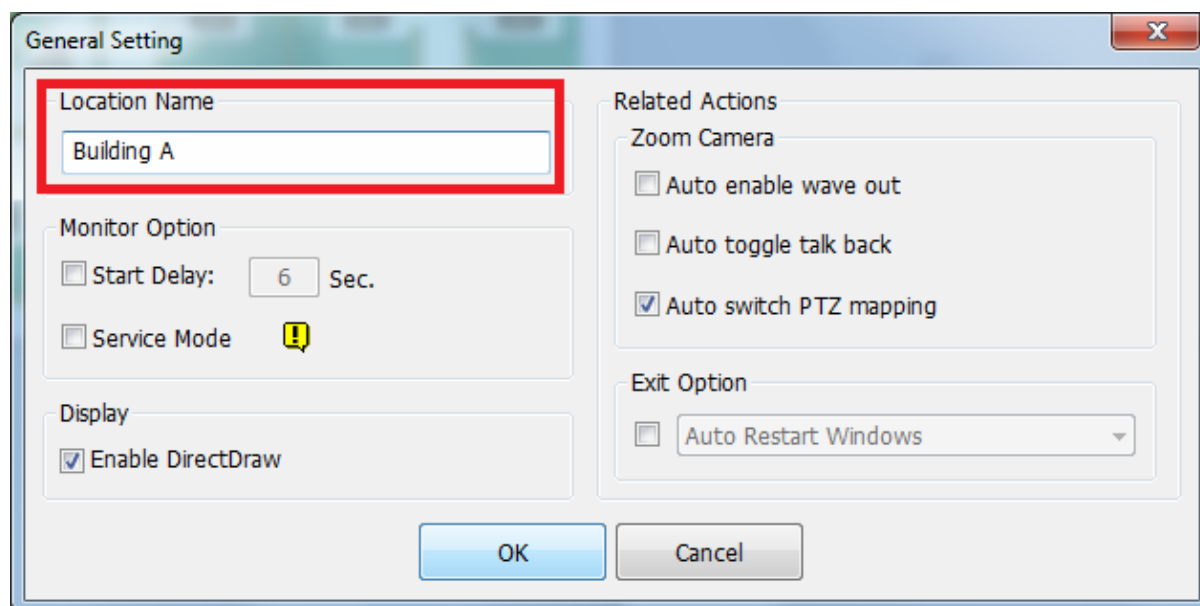 General Setting
Location Name
Building A
Monitor Option
Start Delay: 6 Sec.
Service Mode
Display
Enable DirectDraw
Related Actions
Zoom Camera
Auto enable wave out
Auto toggle talk back
Auto switch PTZ mapping
Exit Option
Auto Restart Windows
OK
Cancel